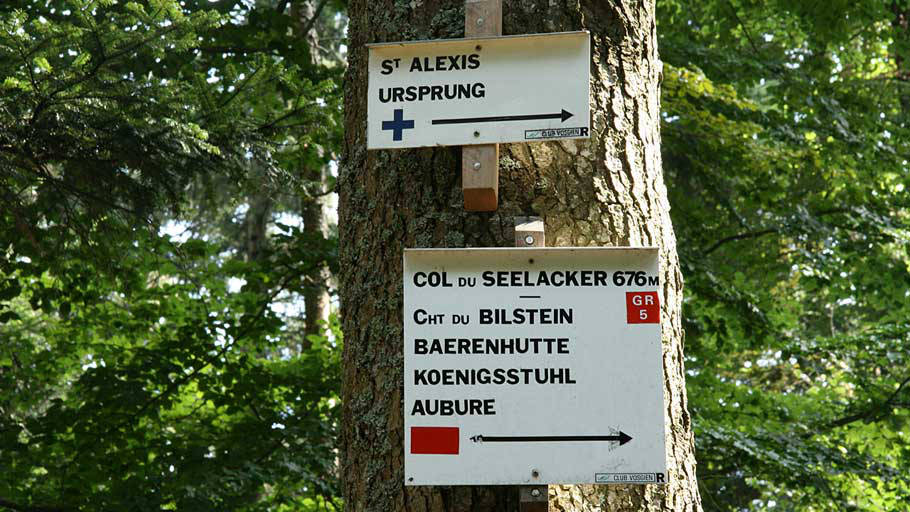 Sᵀ ALEXIS
URSPRUNG
CLUB VOSGIEN R
COL DU SEELACKER 676M
GR
5
CHT DU BILSTEIN
BAERENHUTTE
KOENIGSSTUHL
AUBURE
CLUB VOSGIEN R